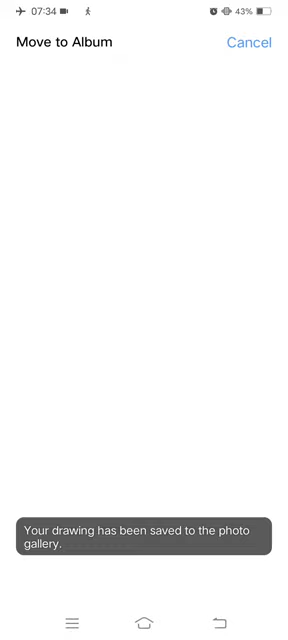 07:34
43%
Move to Album
Cancel
Your drawing has been saved to the photo
gallery.